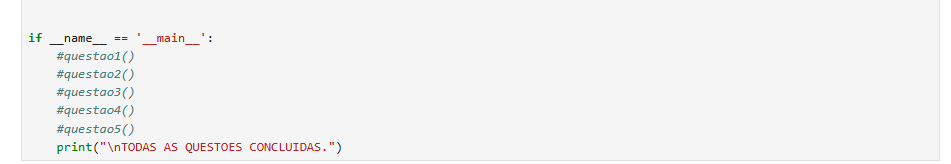 if __name__ == '__main__':
    #questao1()
    #questao2()
    #questao3()
    #questao4()
    #questao5()
    print("\nTODAS AS QUESTOES CONCLUIDAS.")